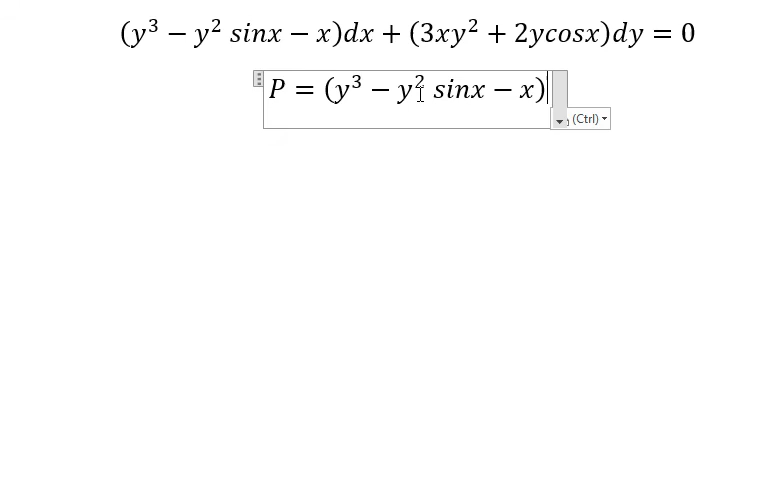 (y³ − y² sinx − x)dx + (3xy² + 2ycosx)dy = 0
P = (y³ − y² sinx − x)
(Ctrl)